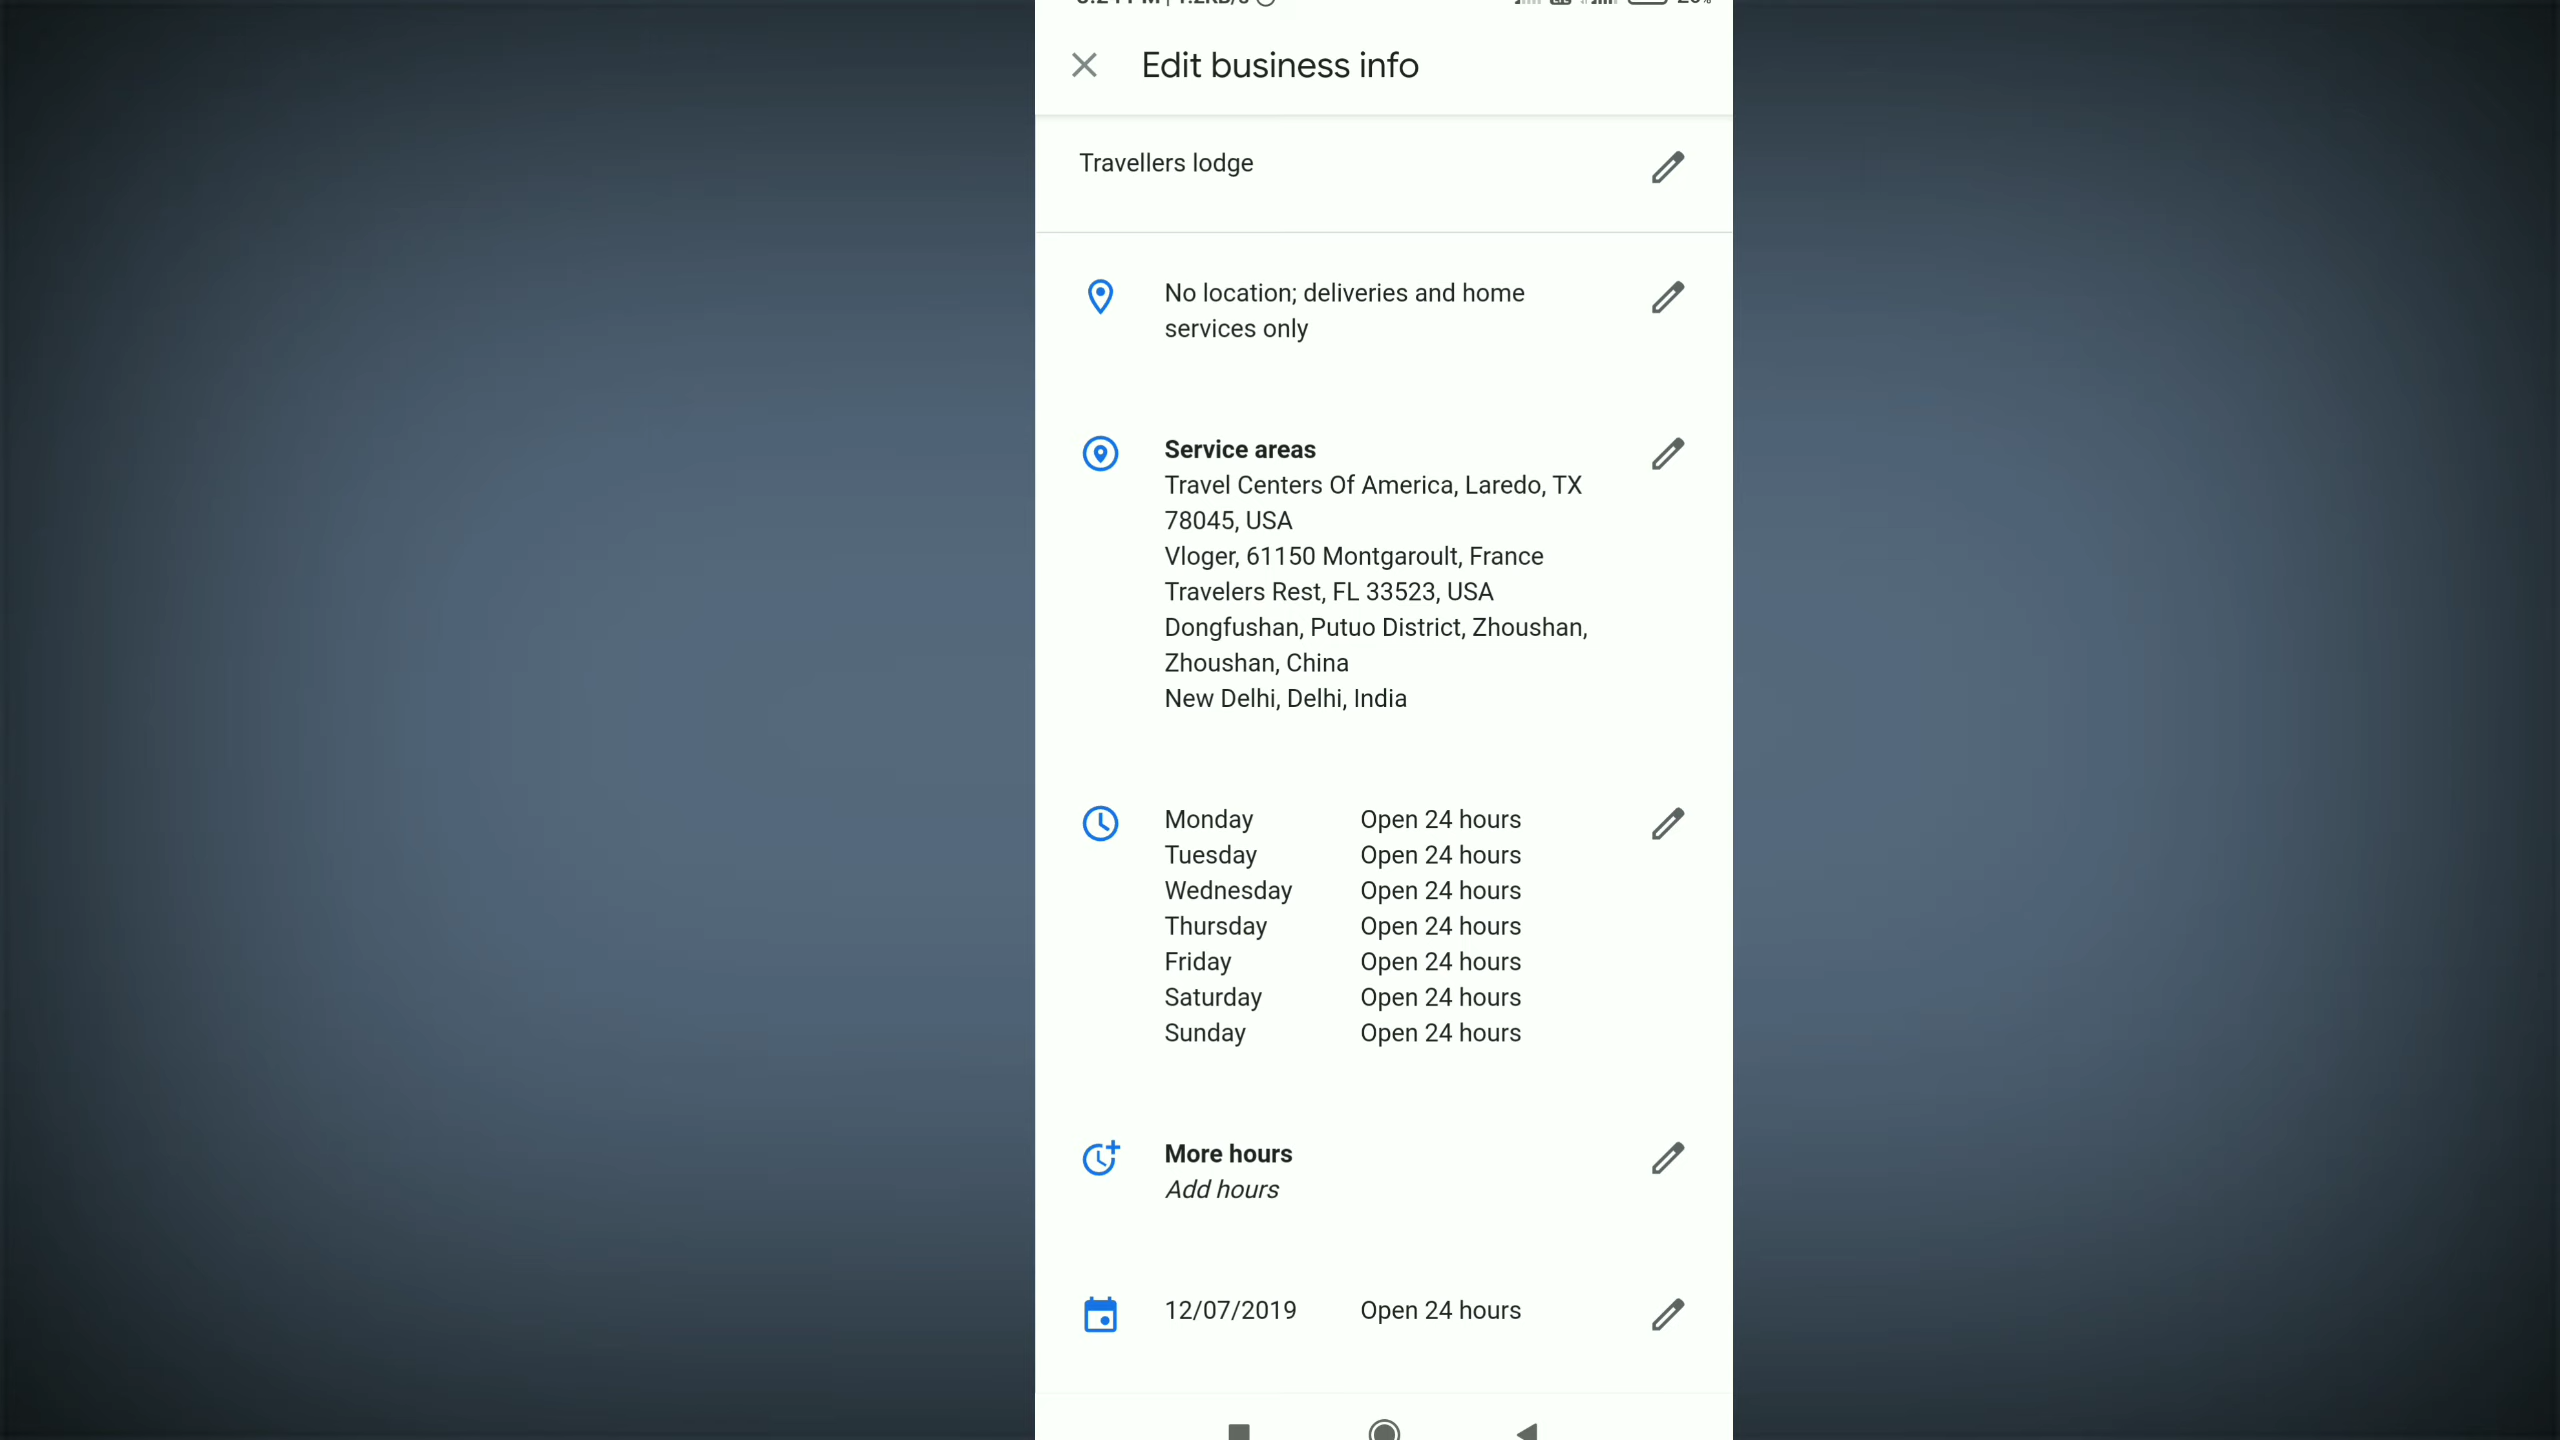 Edit business info
Travellers lodge
No location; deliveries and home
services only
Service areas
Travel Centers Of America, Laredo, TX
78045, USA
Vloger, 61150 Montgaroult, France
Travelers Rest, FL 33523, USA
Dongfushan, Putuo District, Zhoushan,
Zhoushan, China
New Delhi, Delhi, India
Monday Open 24 hours
Tuesday Open 24 hours
Wednesday Open 24 hours
Thursday Open 24 hours
Friday Open 24 hours
Saturday Open 24 hours
Sunday Open 24 hours
More hours
Add hours
12/07/2019 Open 24 hours